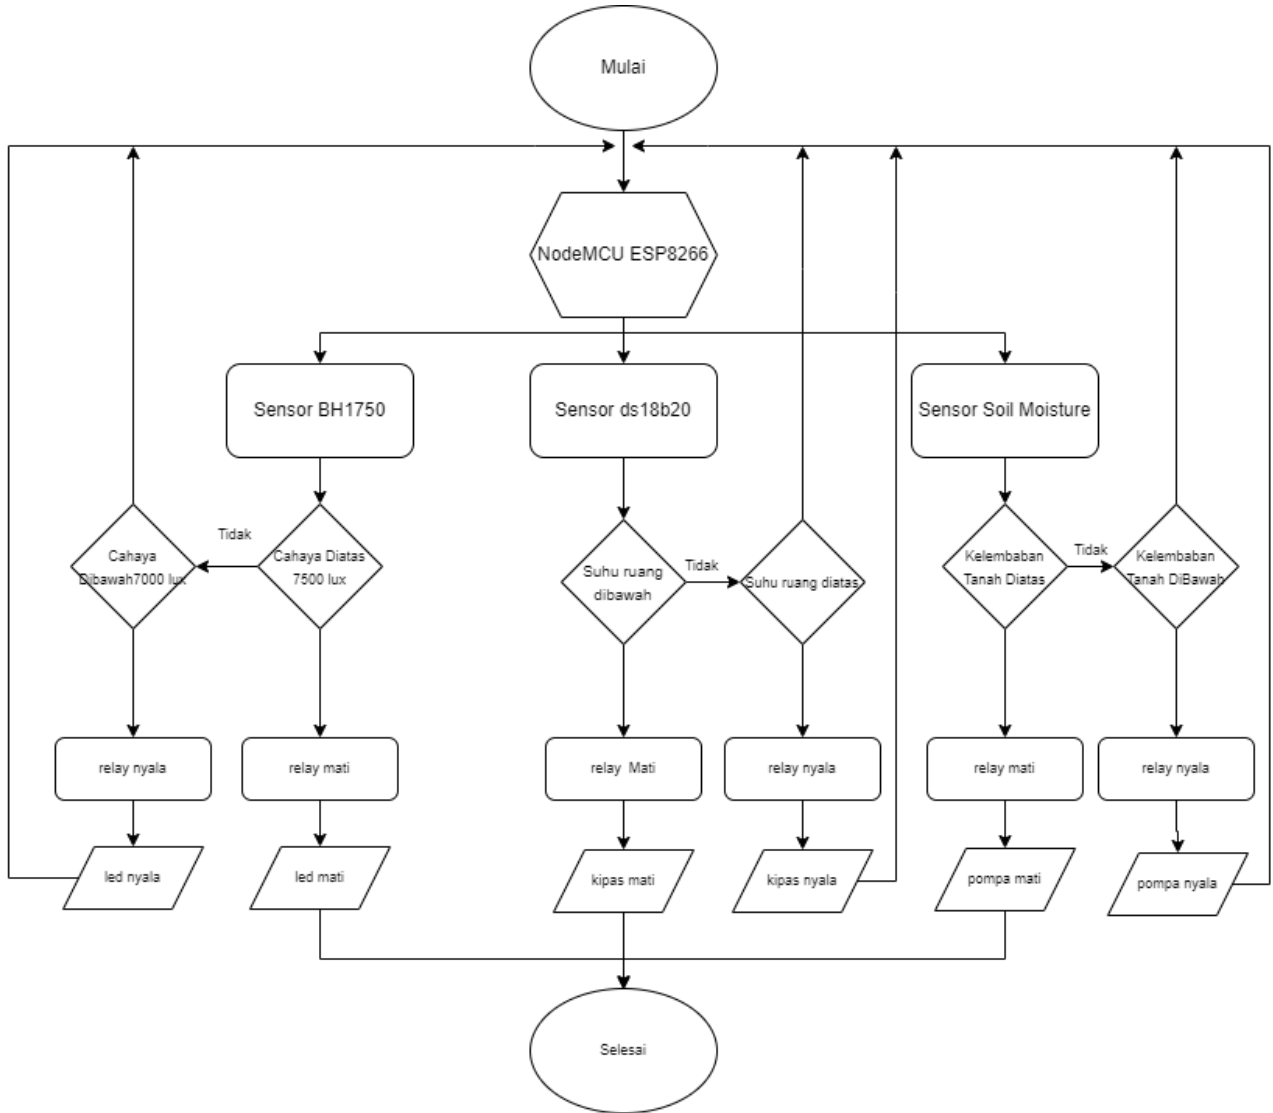 Mulai
NodeMCU ESP8266
Sensor BH1750
Sensor ds18b20
Sensor Soil Moisture
Cahaya
Dibawah7000 lux
Tidak
Cahaya Diatas
7500 lux
Suhu ruang
dibawah
Tidak
Suhu ruang diatas
Kelembaban
Tanah Diatas
Tidak
Kelembaban
Tanah DiBawah
relay nyala
relay mati
relay Mati
relay nyala
relay mati
relay nyala
led nyala
led mati
kipas mati
kipas nyala
pompa mati
pompa nyala
Selesai